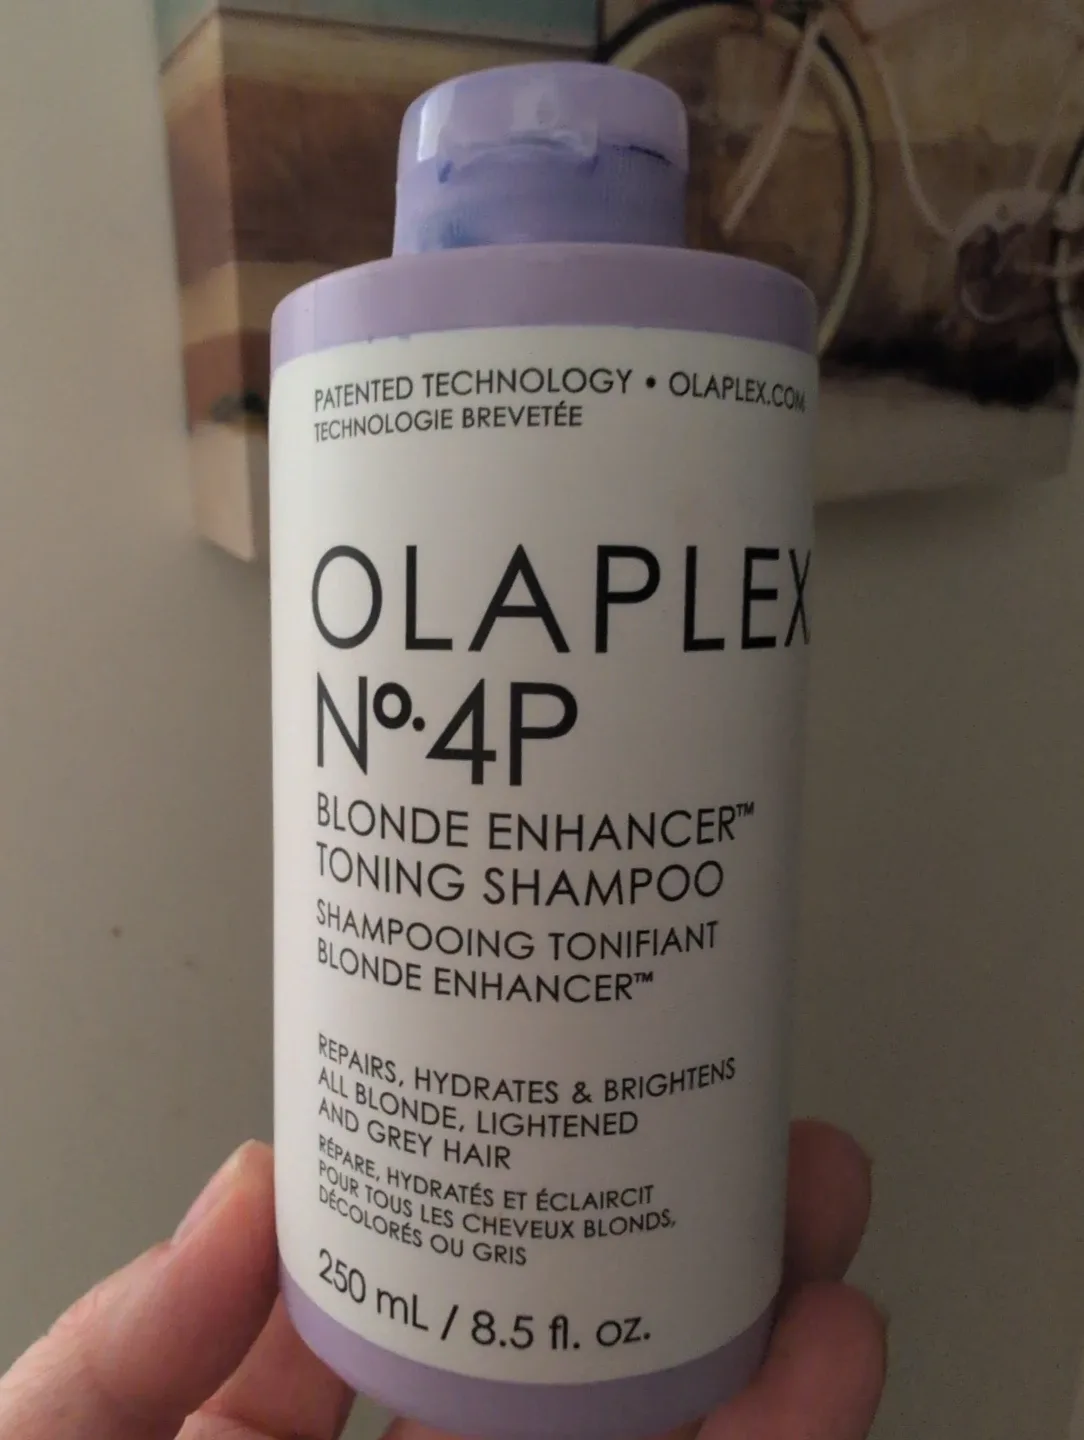 PATENTED TECHNOLOGY • OLAPLEX.COM
TECHNOLOGIE BREVETÉE
OLAPLEX
Nº.4P
BLONDE ENHANCER™
TONING SHAMPOO
SHAMPOOING TONIFIANT
BLONDE ENHANCER™
REPAIRS, HYDRATES & BRIGHTENS
ALL BLONDE, LIGHTENED
AND GREY HAIR
RÉPARE, HYDRATÉS ET ÉCLAIRCIT
POUR TOUS LES CHEVEUX BLONDS,
DÉCOLORÉS OU GRIS
250 mL / 8.5 fl. oz.